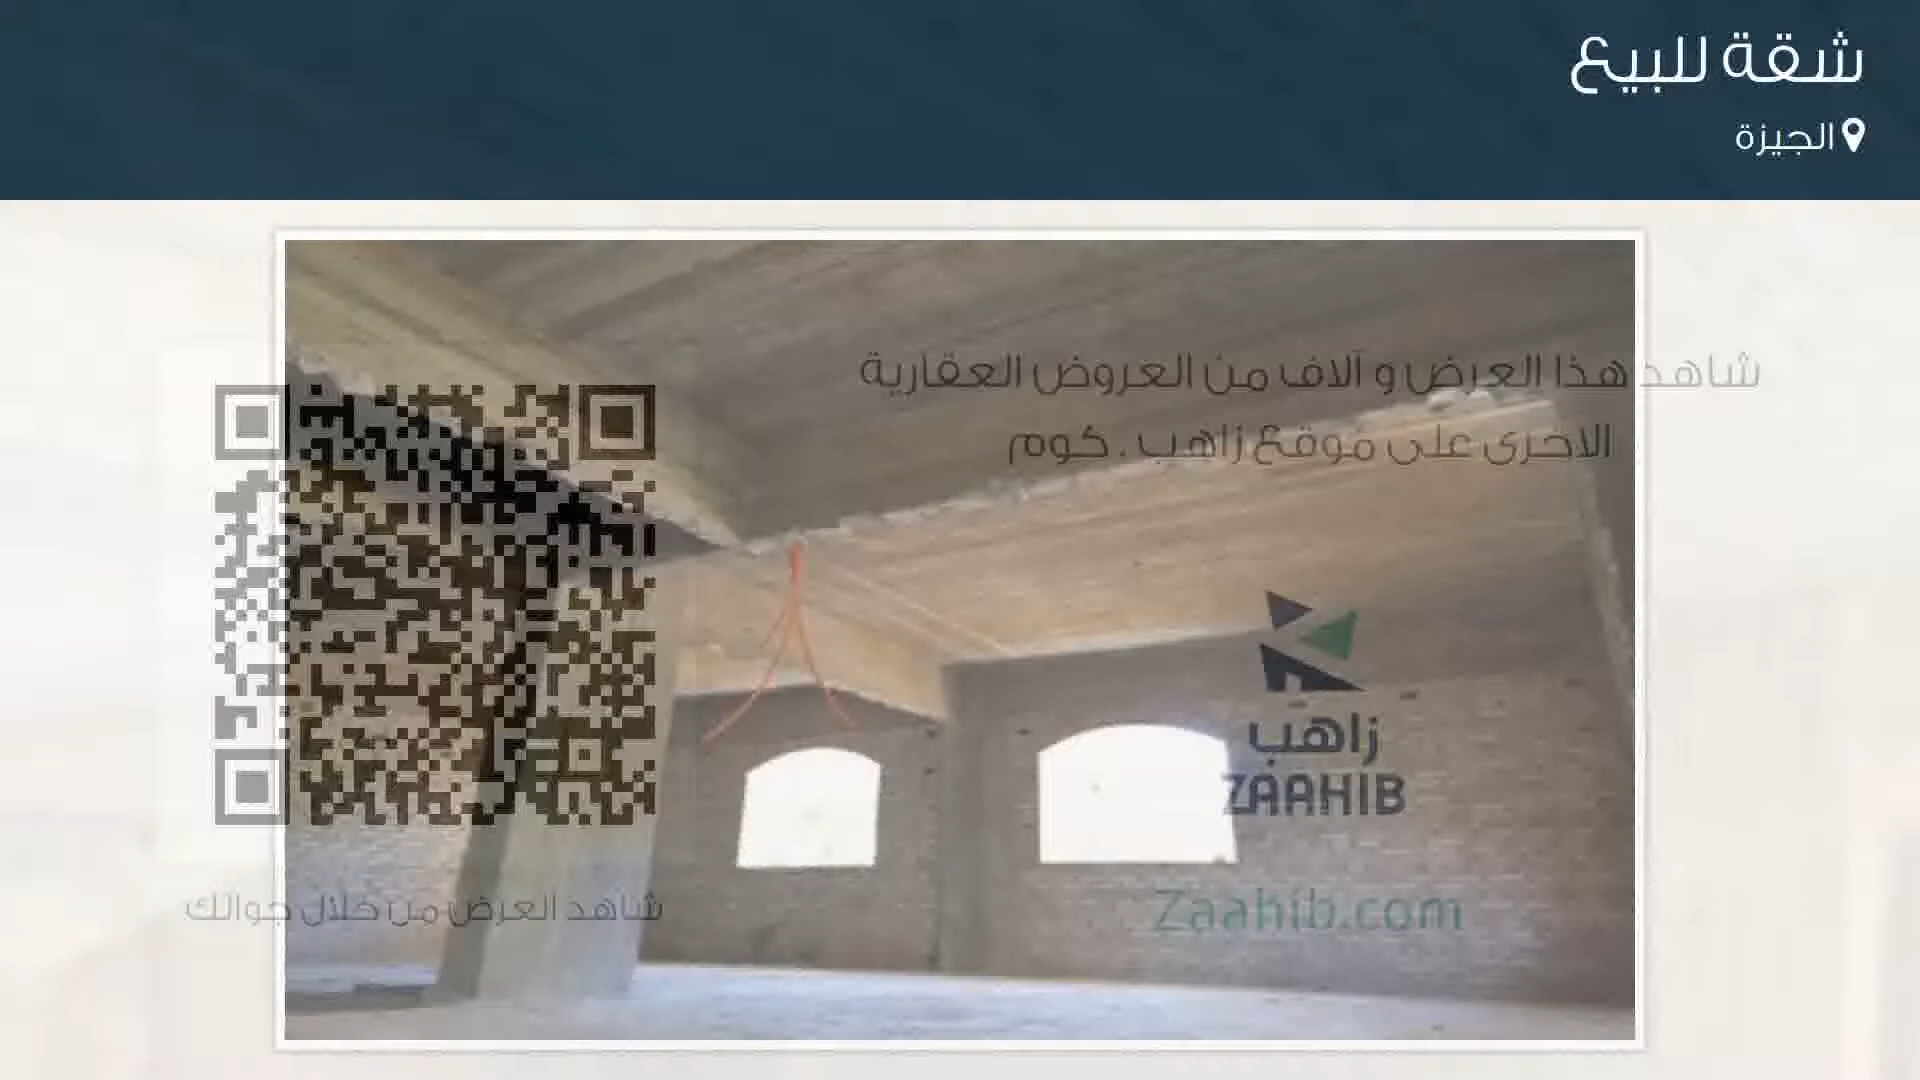 شقة للبيع
الجيزة
شاهد هذا العرض و آلاف من العروض العقارية
الاخرى على موقع زاهب . كوم
زاهب
ZAAHIB
Zaahib.com
شاهد العرض من خلال جوالك